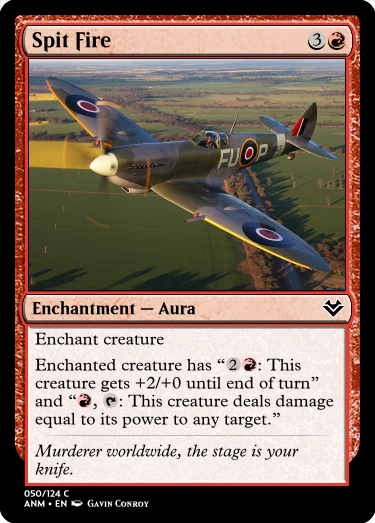 Spit Fire 3
FU P
Enchantment — Aura
Enchant creature
Enchanted creature has “2 : This
creature gets +2/+0 until end of turn”
and “ , : This creature deals damage
equal to its power to any target.”
Murderer worldwide, the stage is your
knife.
050/124 C
ANM • EN Gavin Conroy